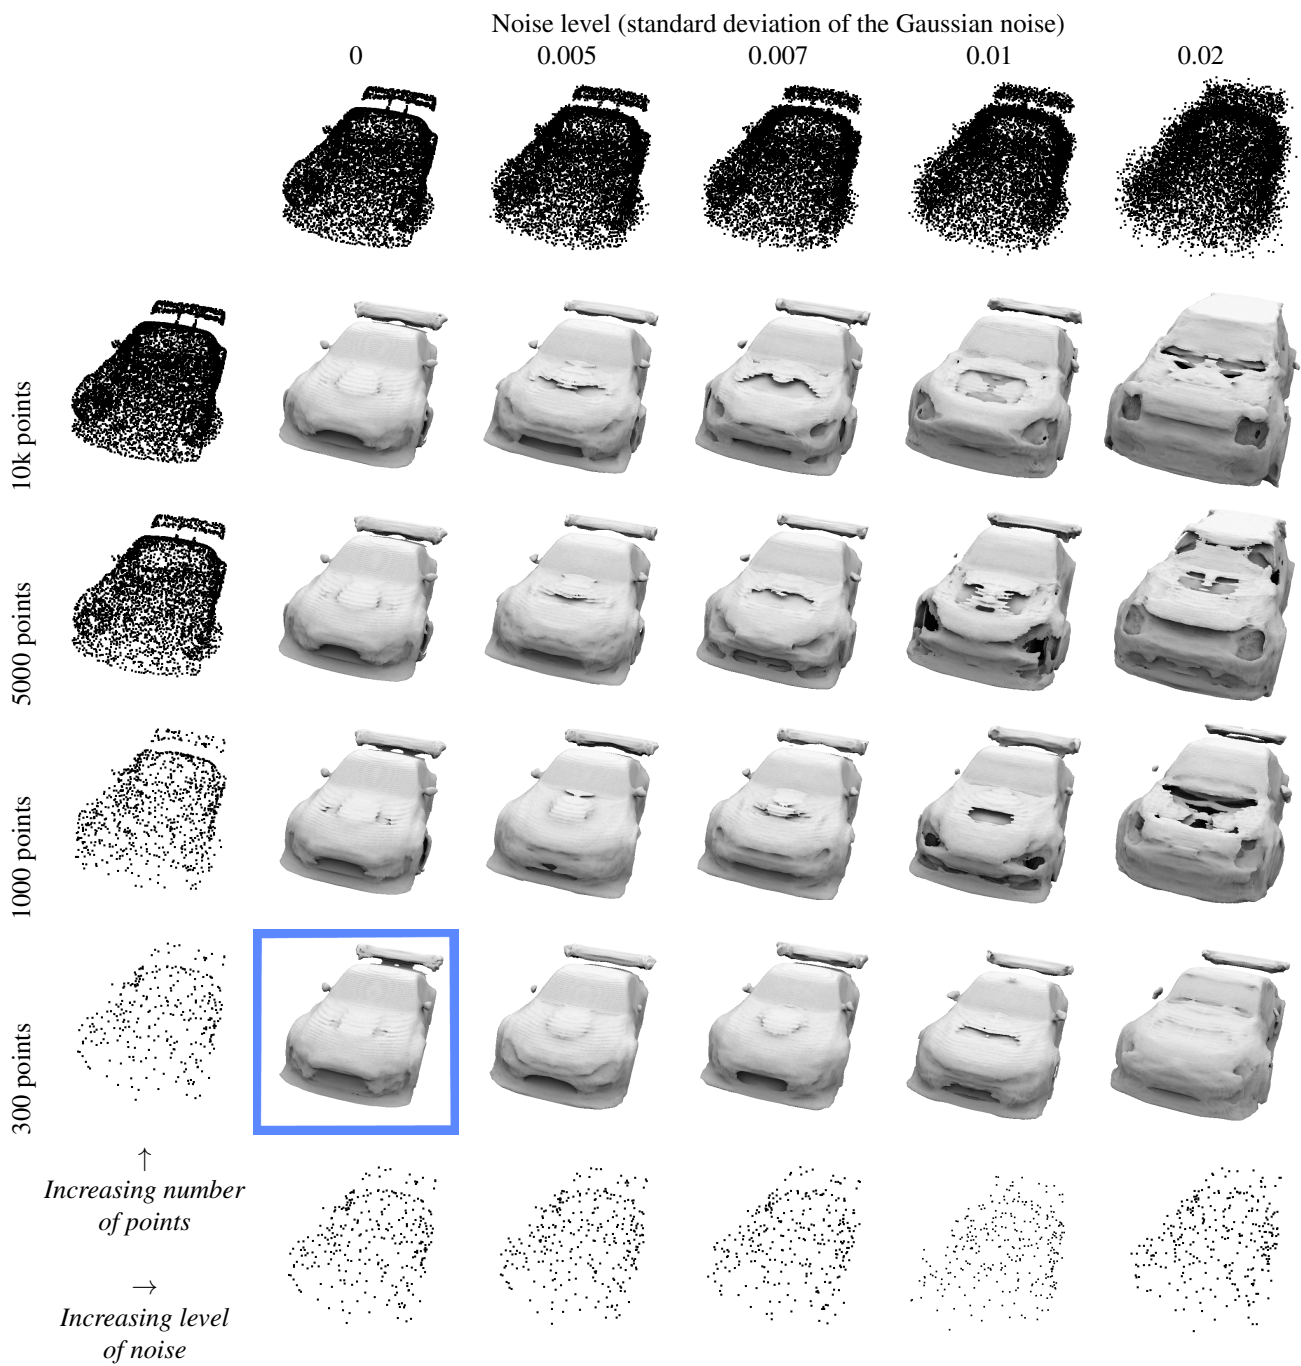 Noise level (standard deviation of the Gaussian noise)
0 0.005 0.007 0.01 0.02
10k points
5000 points
1000 points
300 points
↑
Increasing number
of points
→
Increasing level
of noise